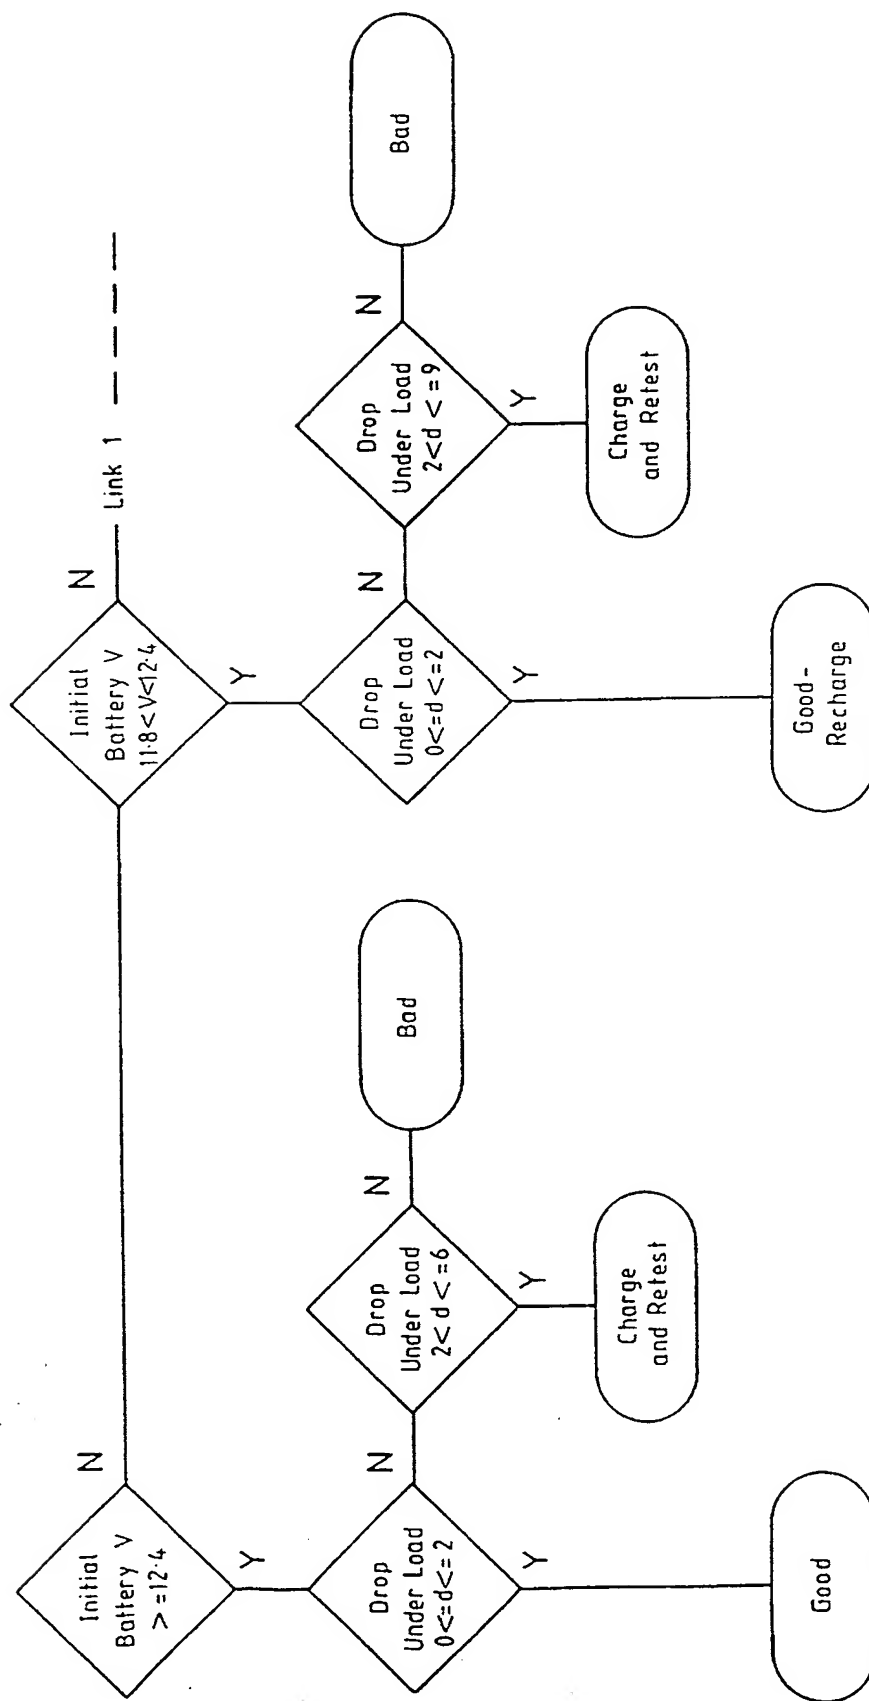 Initial
Battery V
> =12·4
N
Y
Initial
Battery V
11·8<V<12·4
N
Link 1
Y
Drop
Under Load
0<=d<=2
N
Y
Drop
Under Load
2< d < =6
N
Y
Bad
Charge
and Retest
Good
Drop
Under Load
0<=d <=2
N
Y
Drop
Under Load
2<d < =9
N
Y
Bad
Charge
and Retest
Good-
Recharge